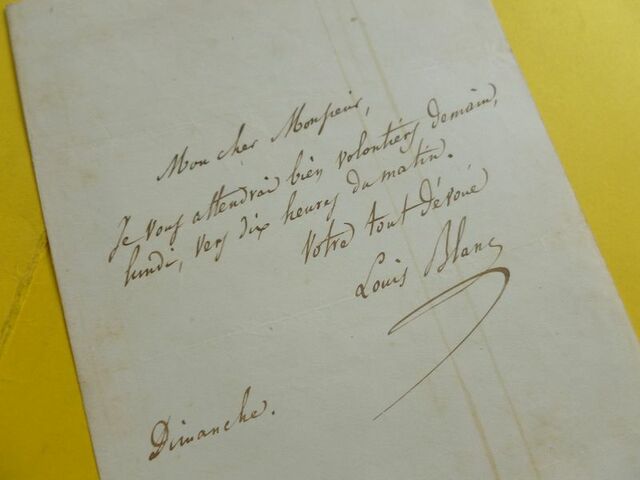 Mon cher Monsieur,
Je vous attendrai bien volontiers demain,
lundi, vers dix heures du matin.
Votre tout dévoué
Louis Blanc
Dimanche.